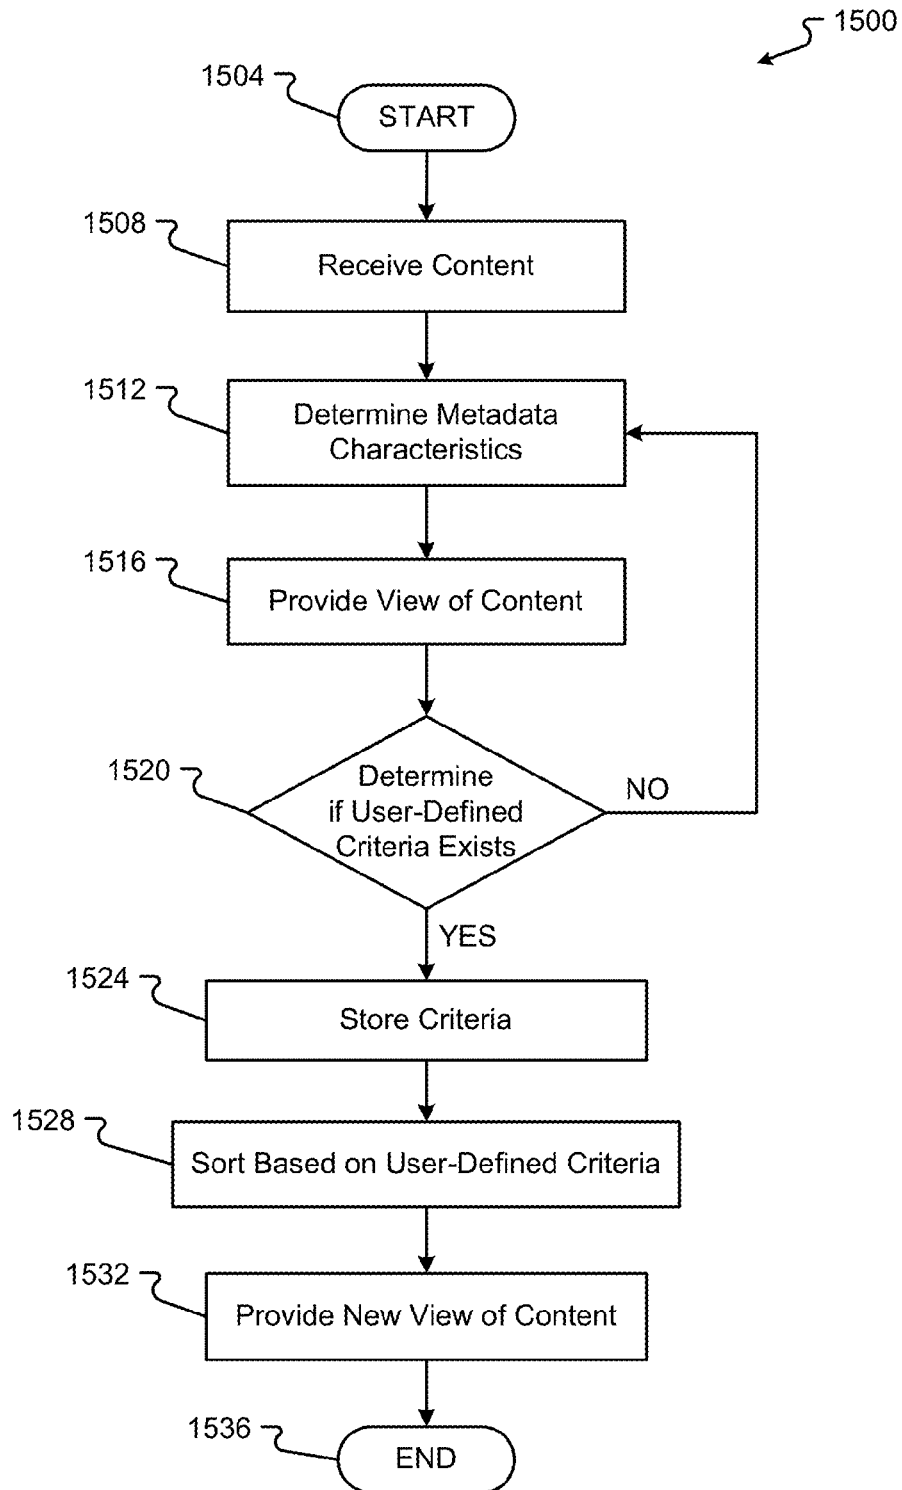 1500
1504
START
1508
Receive Content
1512
Determine Metadata
Characteristics
1516
Provide View of Content
1520
Determine
if User-Defined
Criteria Exists
NO
YES
1524
Store Criteria
1528
Sort Based on User-Defined Criteria
1532
Provide New View of Content
1536
END